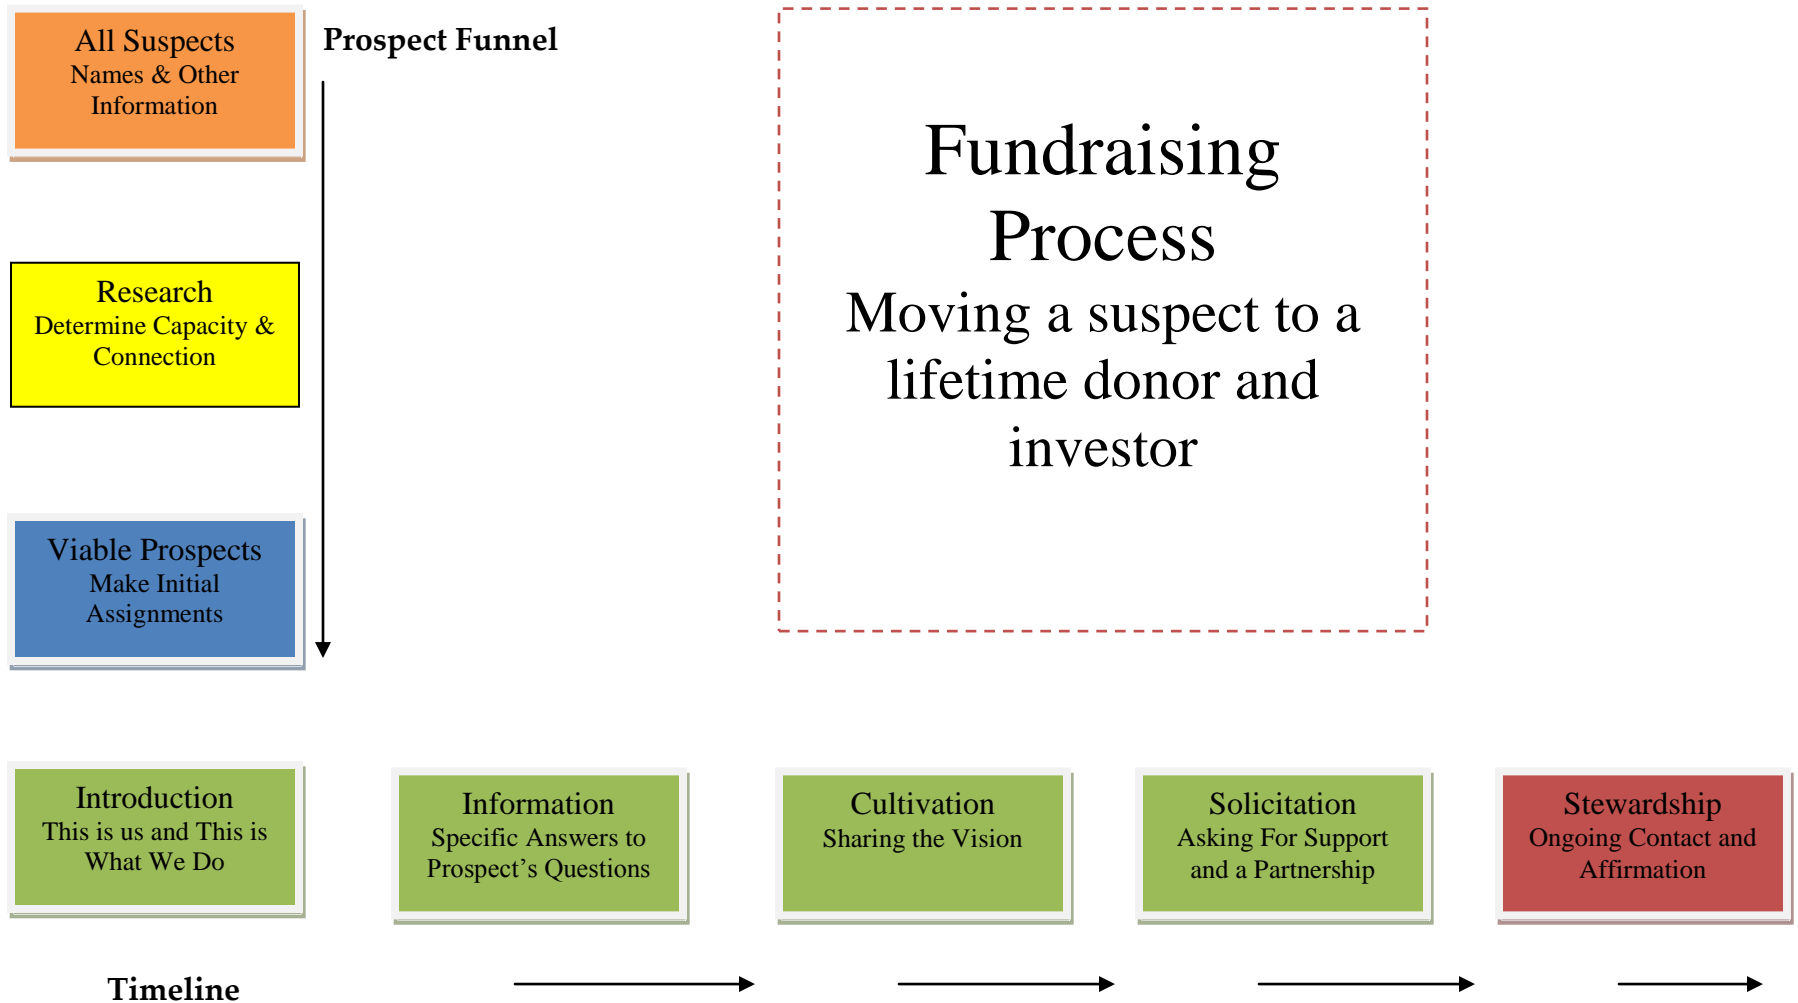 All Suspects
Names & Other
Information
Prospect Funnel
Fundraising
Process
Moving a suspect to a
lifetime donor and
investor
Research
Determine Capacity &
Connection
Viable Prospects
Make Initial
Assignments
Introduction
This is us and This is
What We Do
Information
Specific Answers to
Prospect’s Questions
Cultivation
Sharing the Vision
Solicitation
Asking For Support
and a Partnership
Stewardship
Ongoing Contact and
Affirmation
Timeline